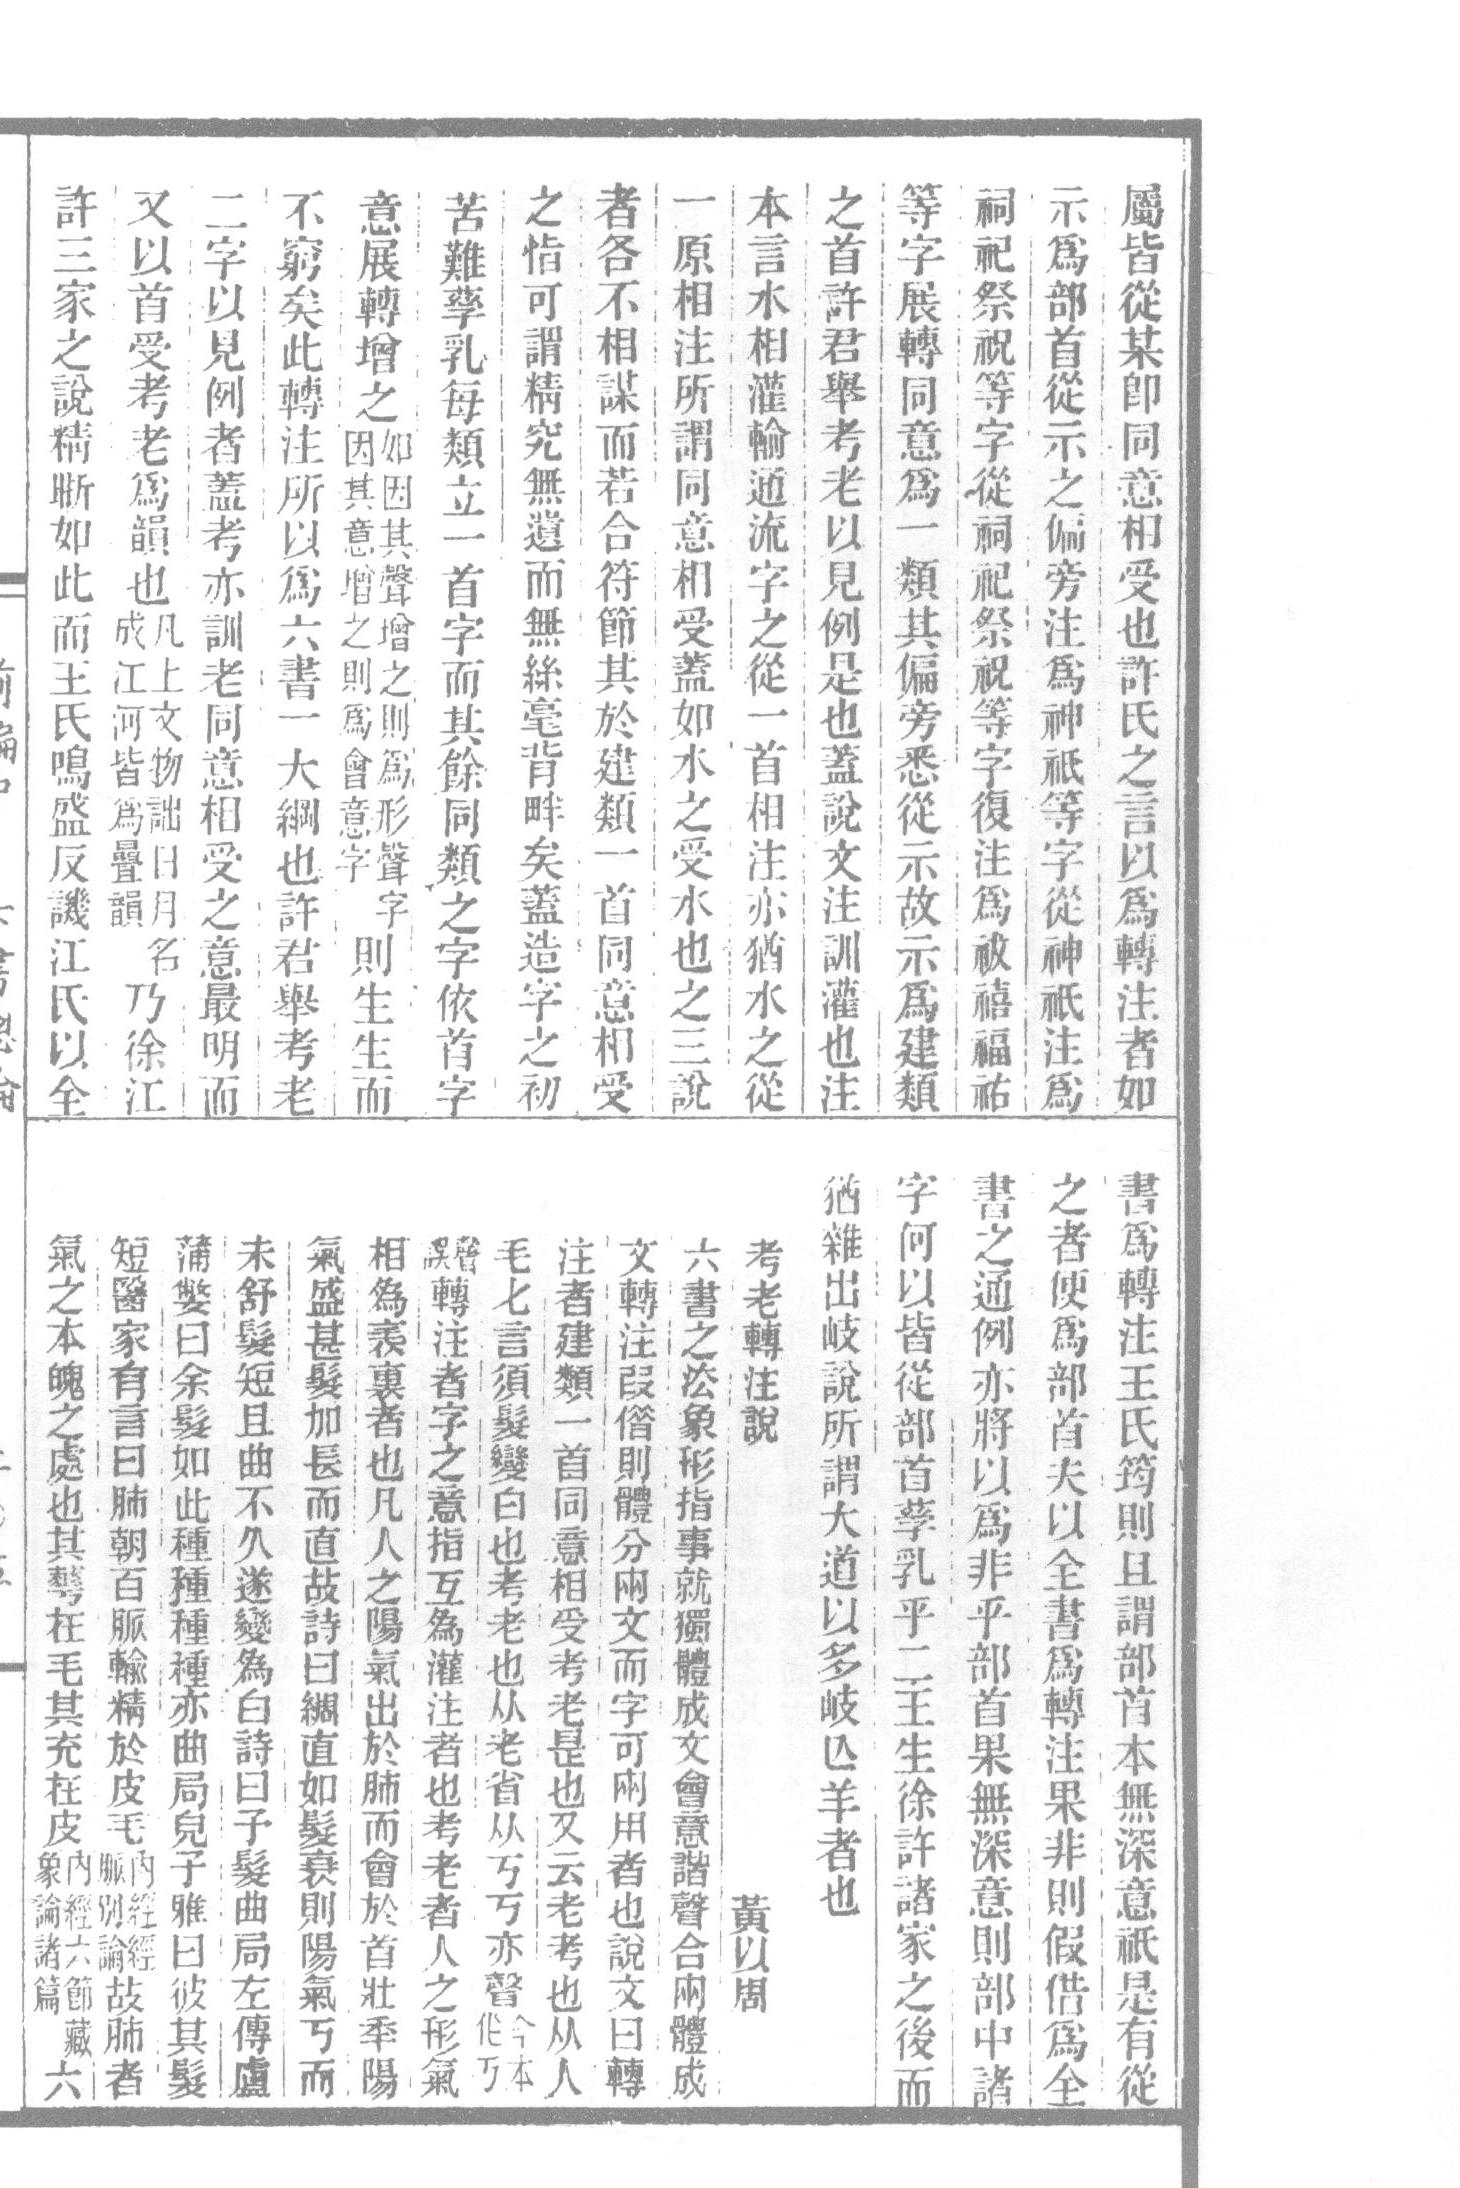 屬皆從某卽同意相受也許氏之言以爲轉注者如
示爲部首從示之偏旁注爲神祇等字從神祇注爲
祠祀祭祝等字從祠祀祭祝等字復注爲祓禧福祐
等字展轉同意爲一類其偏旁悉從示故示爲建類
之首許君舉考老以見例是也蓋說文注訓灌也注
本言水相灌輸通流字之從一首相注亦猶水之從
一原相注所謂同意相受蓋如水之受水也之三說
者各不相謀而若合符節其於建類一首同意相受
之恉可謂精究無遺而無絲毫背畔矣蓋造字之初
苦難孳乳每類立一首字而其餘同類之字依首字
意展轉增之如因其聲增之則爲形聲字因其意增之則爲會意字則生生而
不窮矣此轉注所以爲六書一大綱也許君舉考老
二字以見例者蓋考亦訓老同意相受之意最明而
又以首受考老爲韻也凡上文物詘日月名成江河皆爲疊韻乃徐江
許三家之說精晰如此而王氏鳴盛反譏江氏以全
書爲轉注王氏筠則且謂部首本無深意祇是有從
之者便爲部首夫以全書爲轉注果非則假借爲全
書之通例亦將以爲非乎部首果無深意則部中諸
字何以皆從部首孳乳乎二王生徐許諸家之後而
猶雜出岐說所謂大道以多岐亾羊者也
考老轉注說
黃以周
六書之法象形指事就獨體成文會意諧聲合兩體成
文轉注叚借則體分兩文而字可兩用者也說文曰轉
注者建類一首同意相受考老是也又云老考也从人
毛匕言須髮變白也考老也从老省从丂丂亦聲今本作丂
聲誤轉注者字之意指互為灌注者也考老者人之形氣
相為表裏者也凡人之陽氣出於肺而會於首壯年陽
氣盛甚髮加長而直故詩曰綢直如髮衰則陽氣丂而
未舒髮短且曲不久遂變為白詩曰予髮曲局左傳盧
蒲嫳曰余髮如此種種種種亦曲局皃子雅曰彼其髮
短醫家有言曰肺朝百脈輸精於皮毛內經經脈別論故肺者
氣之本魄之處也其華在毛其充在皮內經六節藏象論諸篇六